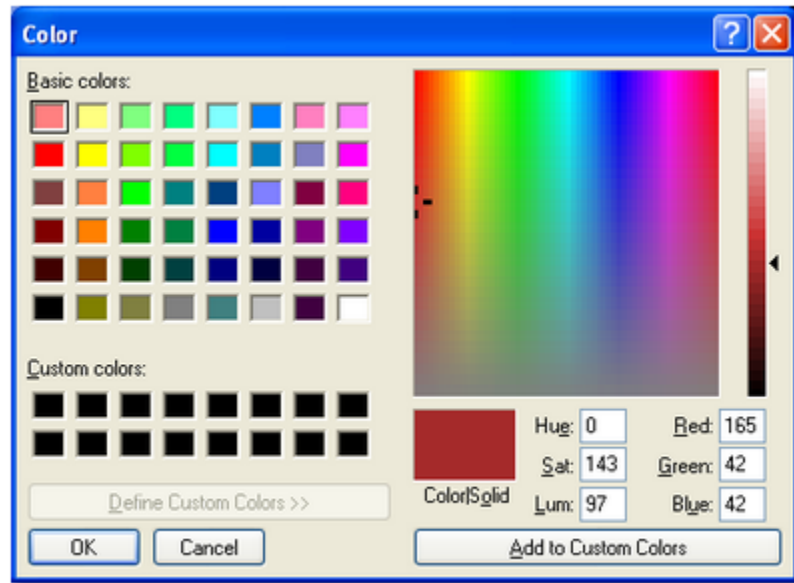 Color
?
Basic colors:
Custom colors:
Define Custom Colors >>
OK Cancel
Color|Solid
Hue: 0 Red: 165
Sat: 143 Green: 42
Lum: 97 Blue: 42
Add to Custom Colors